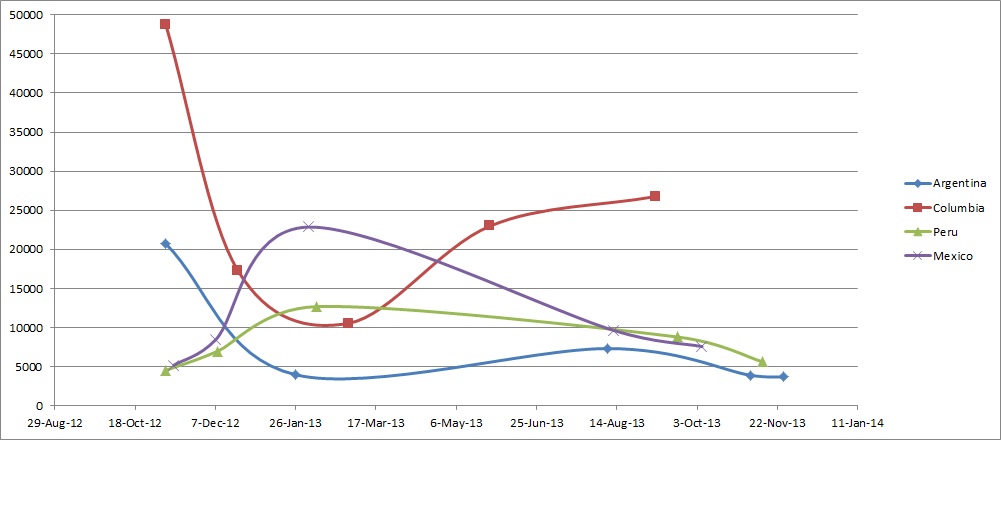 50000
45000
40000
35000
30000
25000
20000
15000
10000
5000
0
29-Aug-12 18-Oct-12 7-Dec-12 26-Jan-13 17-Mar-13 6-May-13 25-Jun-13 14-Aug-13 3-Oct-13 22-Nov-13 11-Jan-14
Argentina
Columbia
Peru
Mexico